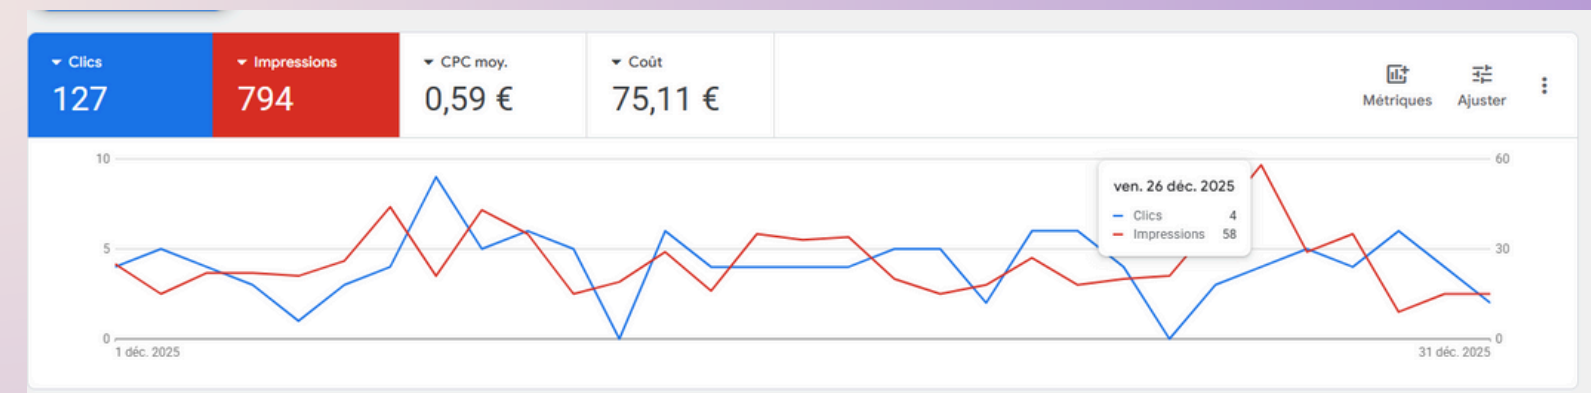 Clics
127
Impressions
794
CPC moy.
0,59 €
Coût
75,11 €
Métriques
Ajuster
10
5
0
60
30
0
ven. 26 déc. 2025
Clics 4
Impressions 58
1 déc. 2025
31 déc. 2025